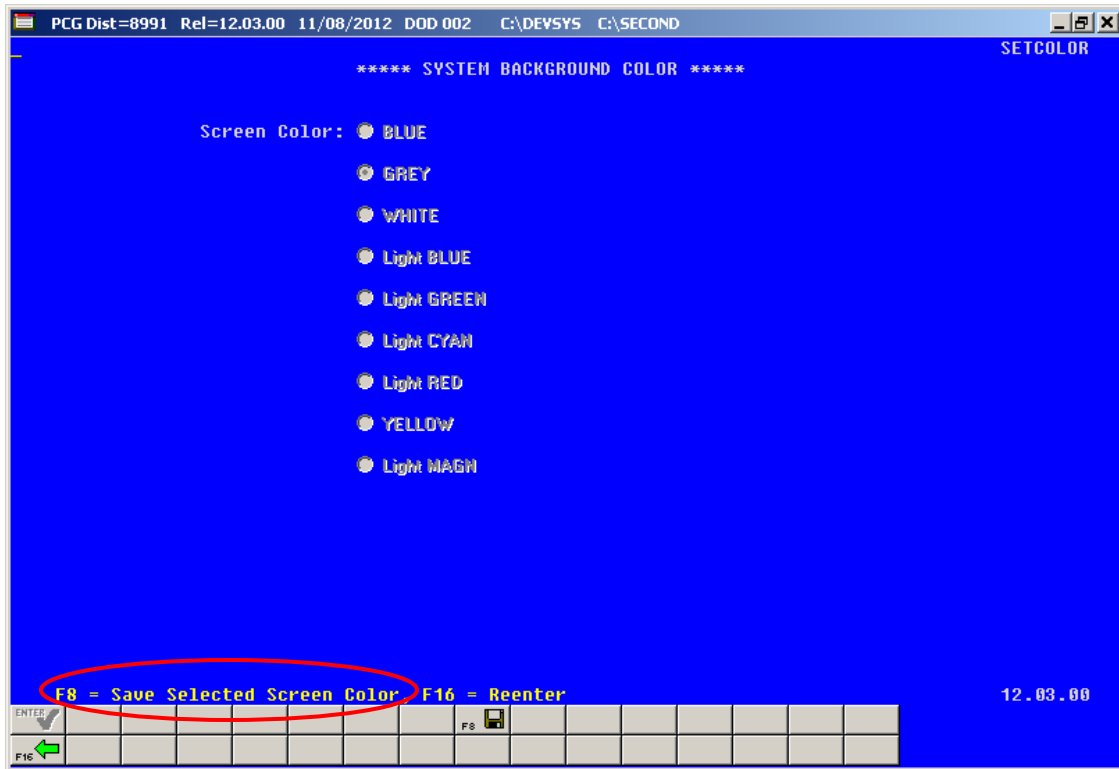 PCG Dist=8991 Rel=12.03.00 11/08/2012 DOD 002 C:\DEVSYS C:\SECOND
SETCOLOR
***** SYSTEM BACKGROUND COLOR *****
Screen Color: BLUE
GREY
WHITE
Light BLUE
Light GREEN
Light CYAN
Light RED
YELLOW
Light MAGN
F8 = Save Selected Screen Color, F16 = Reenter 12.03.00
ENTER F8
F16